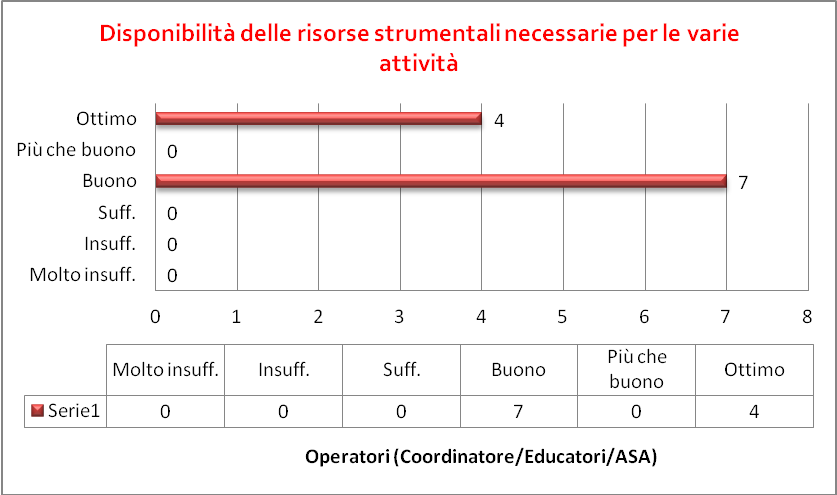 Disponibilità delle risorse strumentali necessarie per le varie
attività
Ottimo 4
Più che buono 0
Buono 7
Suff. 0
Insuff. 0
Molto insuff. 0
0 1 2 3 4 5 6 7 8
Molto insuff. Insuff. Suff. Buono Più che buono Ottimo
Serie1 0 0 0 7 0 4
Operatori (Coordinatore/Educatori/ASA)